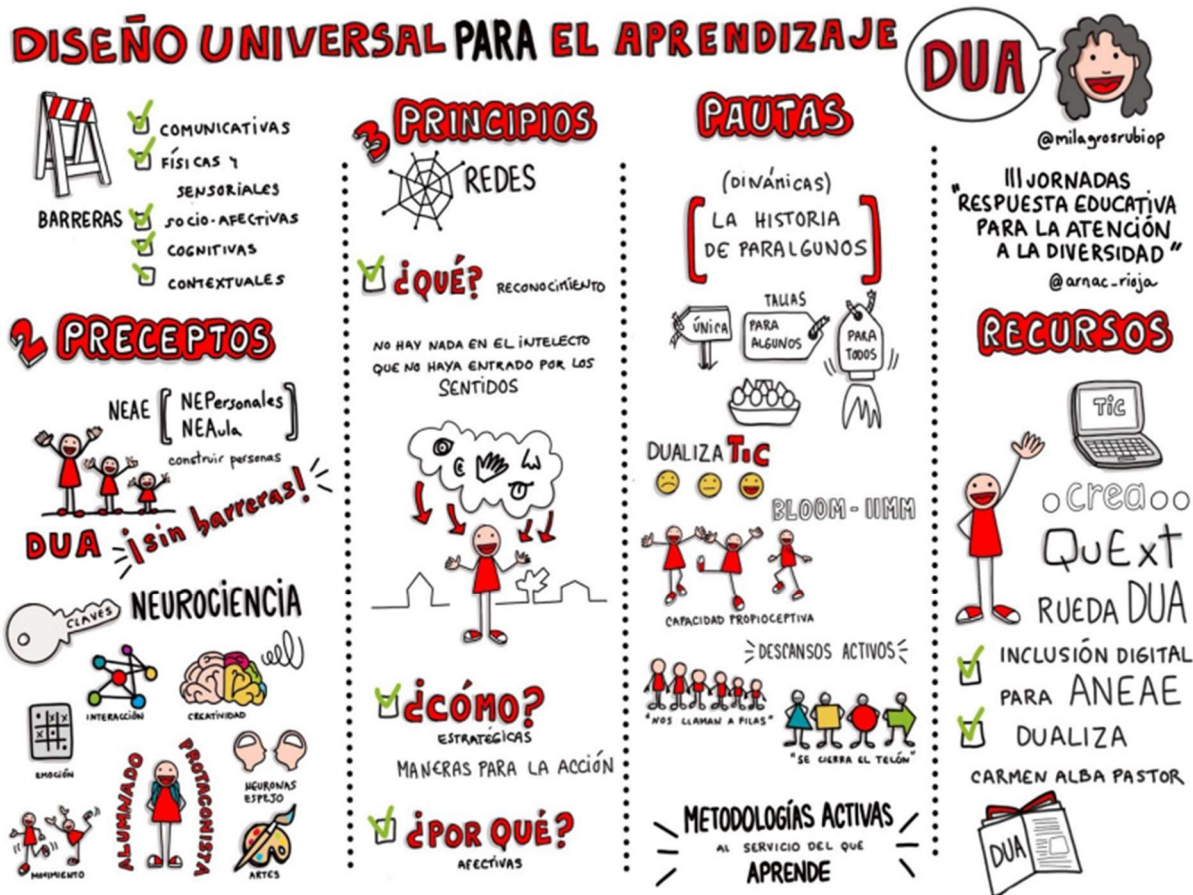 DISEÑO UNIVERSAL PARA EL APRENDIZAJE
DUA
@milagrosrubiop
BARRERAS
COMUNICATIVAS
FÍSICAS Y
SENSORIALES
SOCIO-AFECTIVAS
COGNITIVAS
CONTEXTUALES
2 PRECEPTOS
NEAE
NEPersonales
NEAula
construir personas
DUA ¡sin barreras!
CLAVES
NEUROCIENCIA
INTERACCIÓN
CREATIVIDAD
EMOCIÓN
ALUMNADO
PROTAGONISTA
NEURONAS
ESPEJO
MOVIMIENTO
ARTES
3 PRINCIPIOS
REDES
¿QUÉ? RECONOCIMIENTO
NO HAY NADA EN EL INTELECTO
QUE NO HAYA ENTRADO POR LOS
SENTIDOS
¿CÓMO?
ESTRATÉGICAS
MANERAS PARA LA ACCIÓN
¿POR QUÉ?
AFECTIVAS
PAUTAS
(DINÁMICAS)
LA HISTORIA
DE PARALGUNOS
TALLAS
ÚNICA
PARA
ALGUNOS
PARA
TODOS
DUALIZA TIC
BLOOM - IIMM
CAPACIDAD PROPIOCEPTIVA
DESCANSOS ACTIVOS
"NOS LLAMAN A FILAS"
"SE CIERRA EL TELÓN"
METODOLOGÍAS ACTIVAS
AL SERVICIO DEL QUE
APRENDE
III JORNADAS
"RESPUESTA EDUCATIVA
PARA LA ATENCIÓN
A LA DIVERSIDAD"
@arnac_rioja
RECURSOS
TIC
crea
QuExt
RUEDA DUA
INCLUSIÓN DIGITAL
PARA ANEAE
DUALIZA
CARMEN ALBA PASTOR
DUA